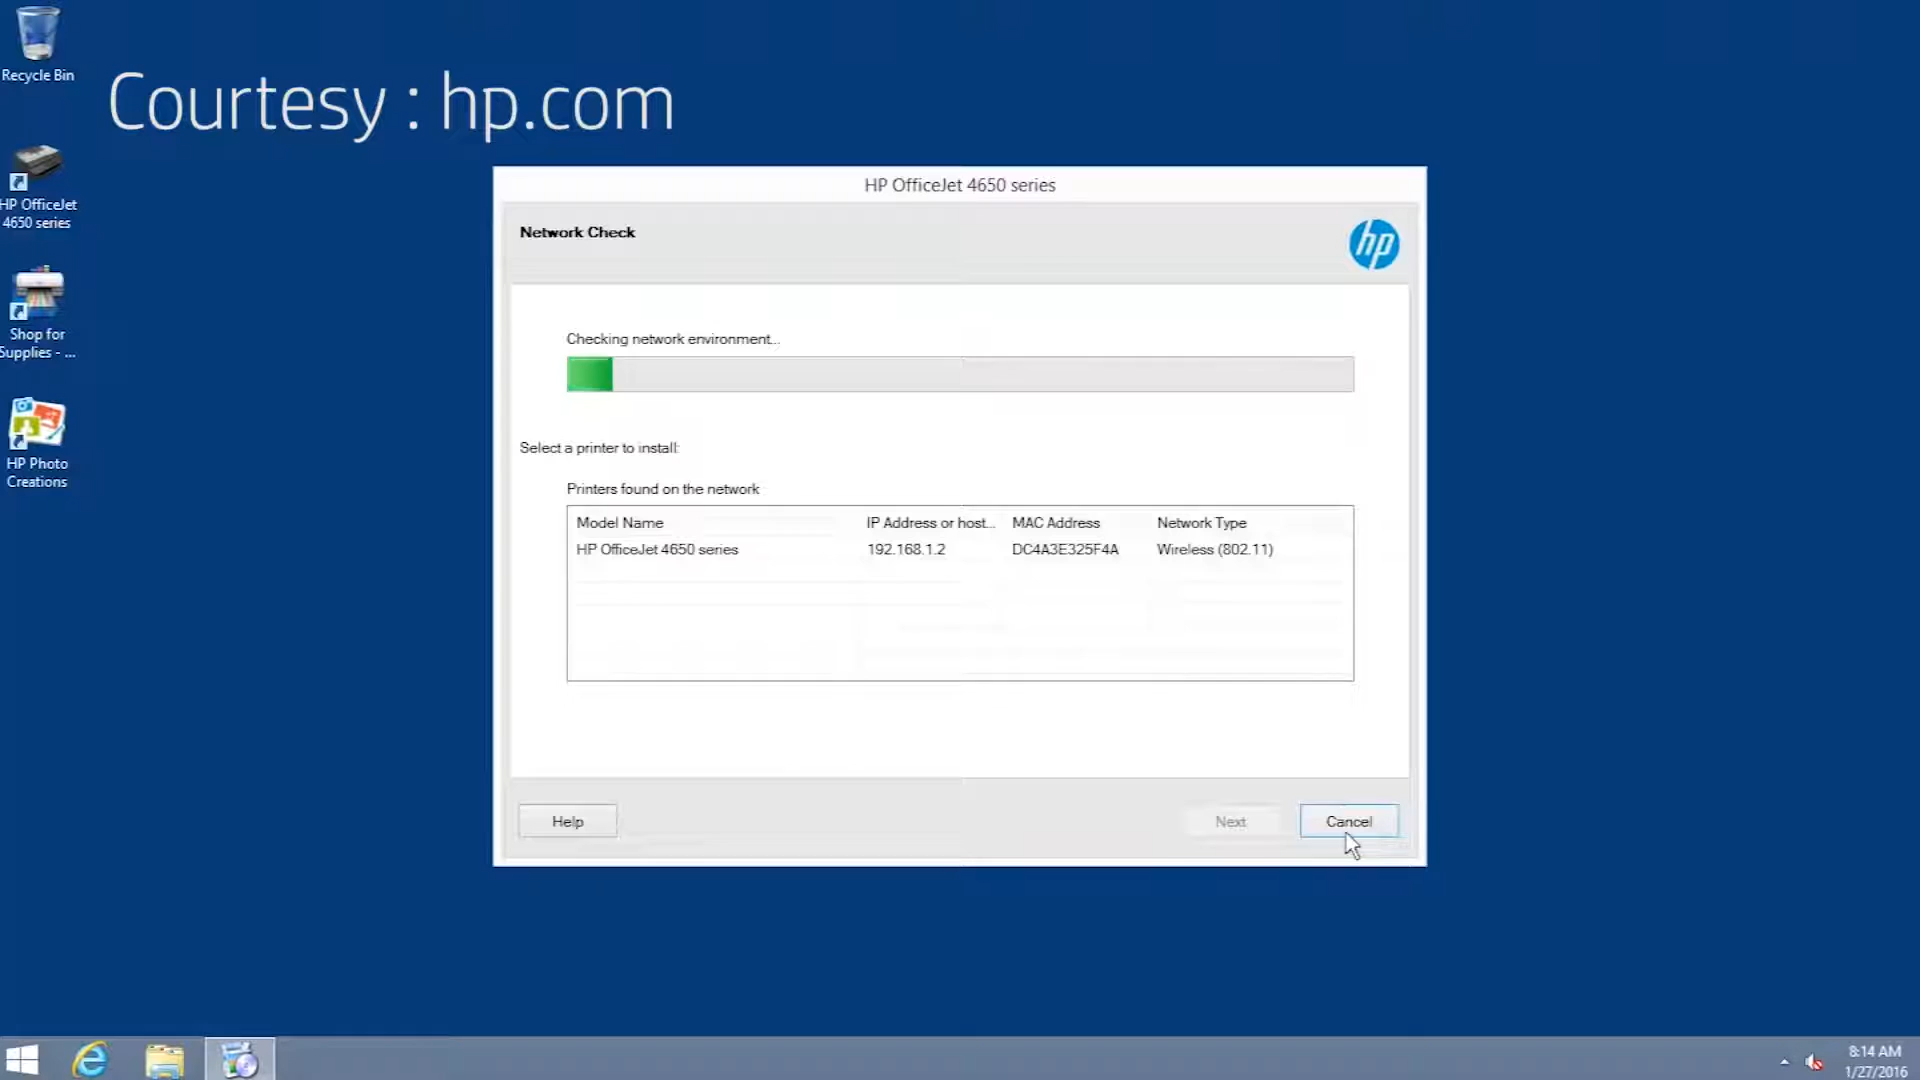 Recycle Bin
Courtesy : hp.com
HP OfficeJet
4650 series
Shop for
Supplies - ...
HP Photo
Creations
HP OfficeJet 4650 series
Network Check
hp
Checking network environment...
Select a printer to install:
Printers found on the network
Model Name IP Address or host... MAC Address Network Type
HP OfficeJet 4650 series 192.168.1.2 DC4A3E325F4A Wireless (802.11)
Help Next Cancel
8:14 AM
1/27/2016